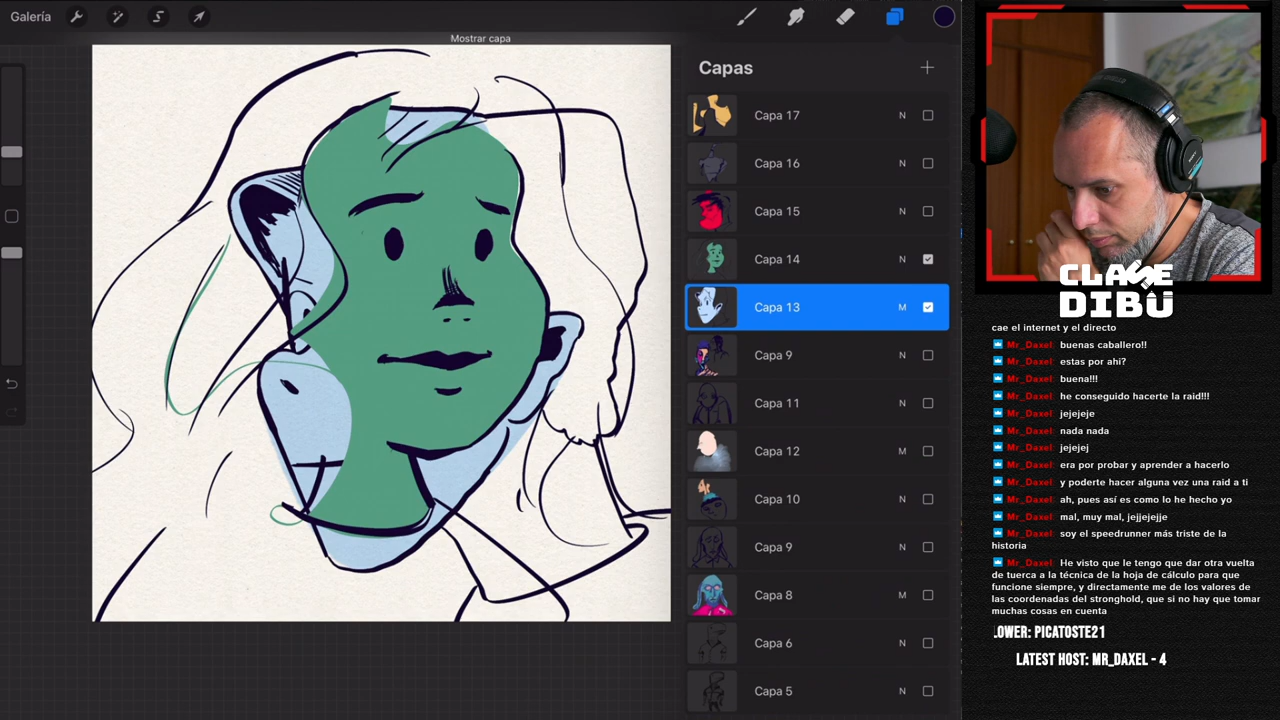 Galería
Mostrar capa
Capas
Capa 17 N
Capa 16 N
Capa 15 N
Capa 14 N
Capa 13 M
Capa 9 N
Capa 11 N
Capa 12 M
Capa 10 N
Capa 9 N
Capa 8 M
Capa 6 N
Capa 5 N
CLASE
DIBU
cae el internet y el directo
Mr_Daxel: buenas caballero!!
Mr_Daxel: estas por ahi?
Mr_Daxel: buena!!!
Mr_Daxel: he conseguido hacerte la raid!!!
Mr_Daxel: jejejeje
Mr_Daxel: nada nada
Mr_Daxel: jejejej
Mr_Daxel: era por probar y aprender a hacerlo
Mr_Daxel: y poderte hacer alguna vez una raid a ti
Mr_Daxel: ah, pues así es como lo he hecho yo
Mr_Daxel: mal, muy mal, jejjejejje
Mr_Daxel: soy el speedrunner más triste de la
historia
Mr_Daxel: He visto que le tengo que dar otra vuelta
de tuerca a la técnica de la hoja de cálculo para que
funcione siempre, y directamente me de los valores de
las coordenadas del stronghold, que si no hay que tomar
muchas cosas en cuenta
LOWER: PICATOSTE21
LATEST HOST: MR_DAXEL - 4